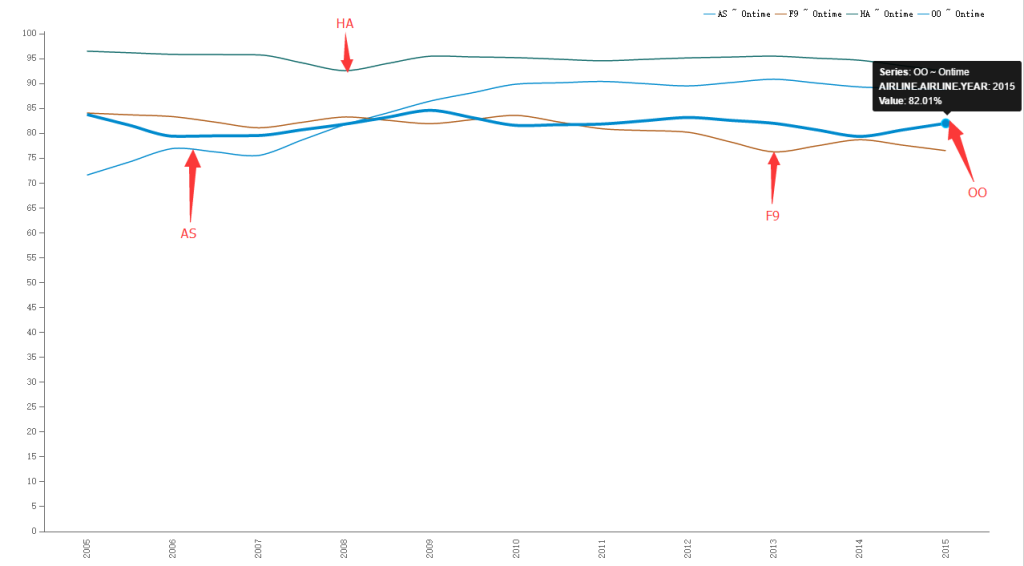 AS ~ Ontime F9 ~ Ontime HA ~ Ontime OO ~ Ontime
HA
100
95
90
85
80
75
70
65
60
55
50
45
40
35
30
25
20
15
10
5
0
Series: OO ~ Ontime
AIRLINE.AIRLINE.YEAR: 2015
Value: 82.01%
OO
F9
AS
2005 2006 2007 2008 2009 2010 2011 2012 2013 2014 2015